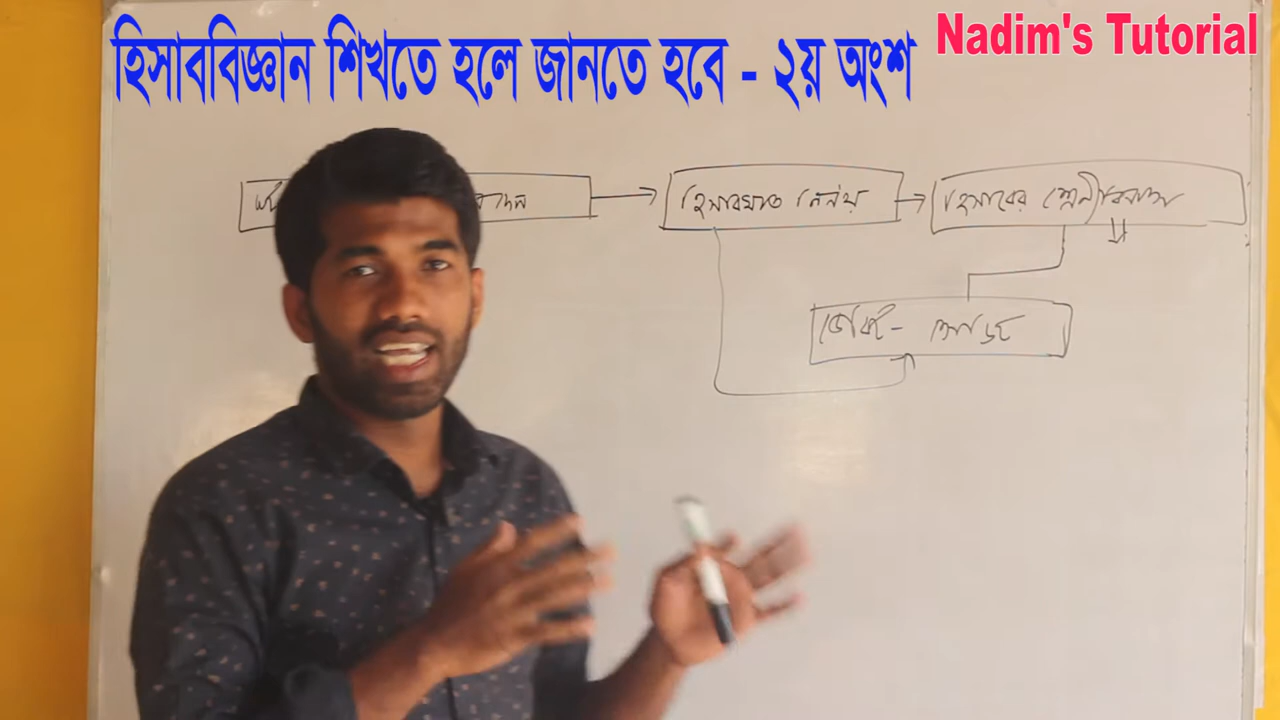 হিসাববিজ্ঞান শিখতে হলে জানতে হবে - ২য় অংশ
Nadim's Tutorial
হিসাবখাত নির্ণয়
হিসাবের শ্রেণীবিন্যাস
ডেবিট - ক্রেডিট